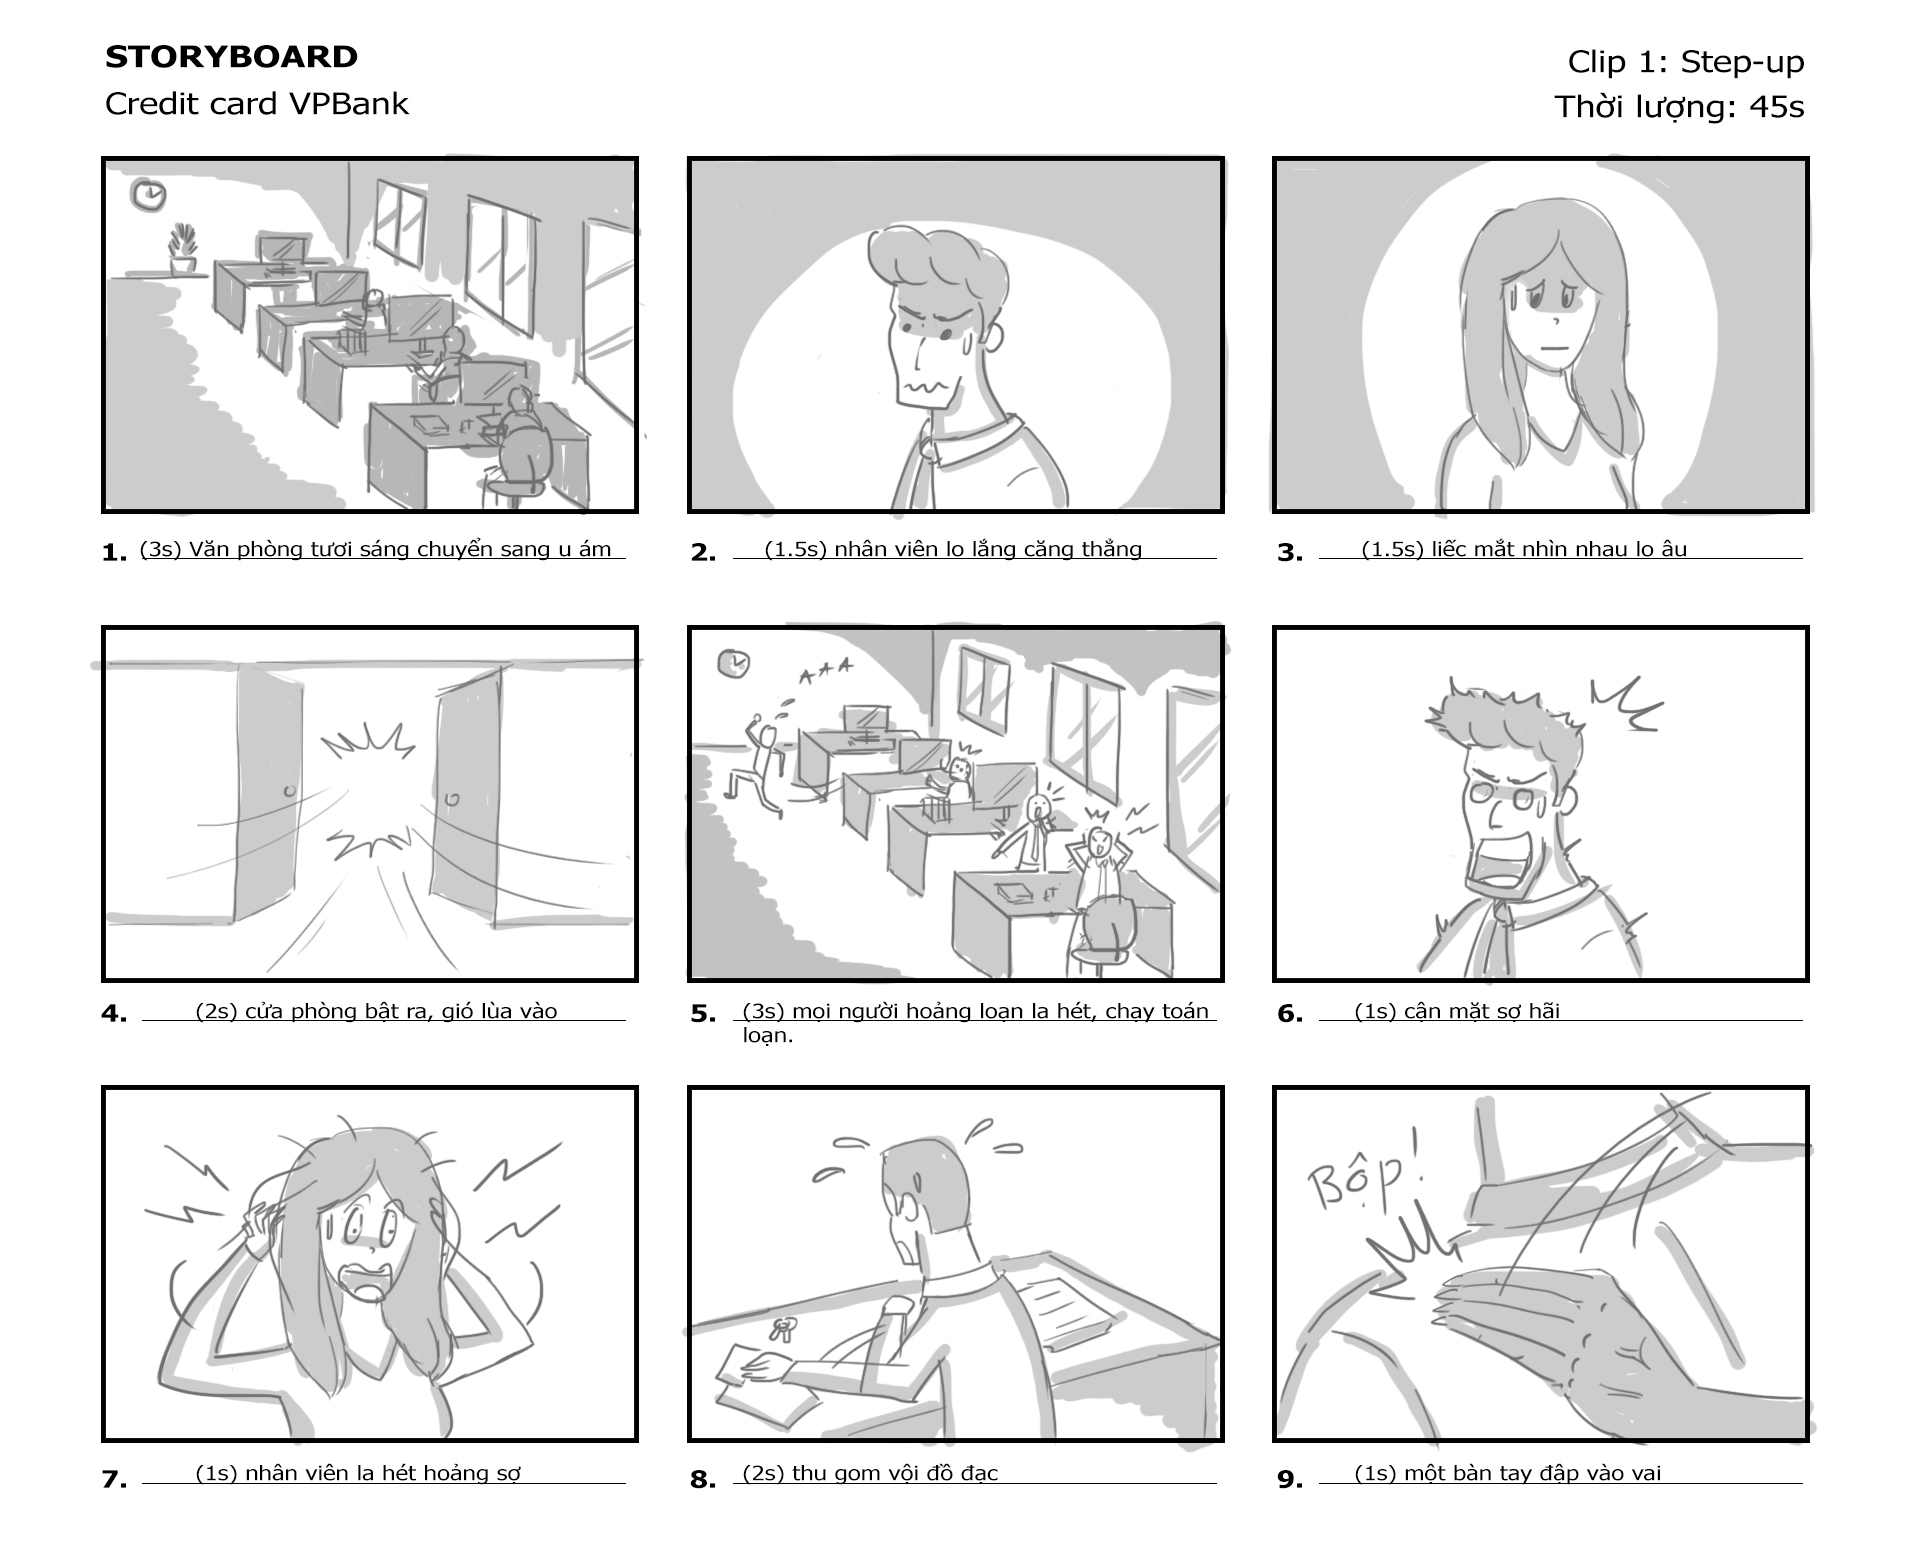 STORYBOARD
Credit card VPBank
Clip 1: Step-up
Thời lượng: 45s
1. (3s) Văn phòng tươi sáng chuyển sang u ám
2. (1.5s) nhân viên lo lắng căng thẳng
3. (1.5s) liếc mắt nhìn nhau lo âu
AAA
4. (2s) cửa phòng bật ra, gió lùa vào
5. (3s) mọi người hoảng loạn la hét, chạy toán
loạn.
6. (1s) cận mặt sợ hãi
Bộp!
7. (1s) nhân viên la hét hoảng sợ
8. (2s) thu gom vội đồ đạc
9. (1s) một bàn tay đập vào vai